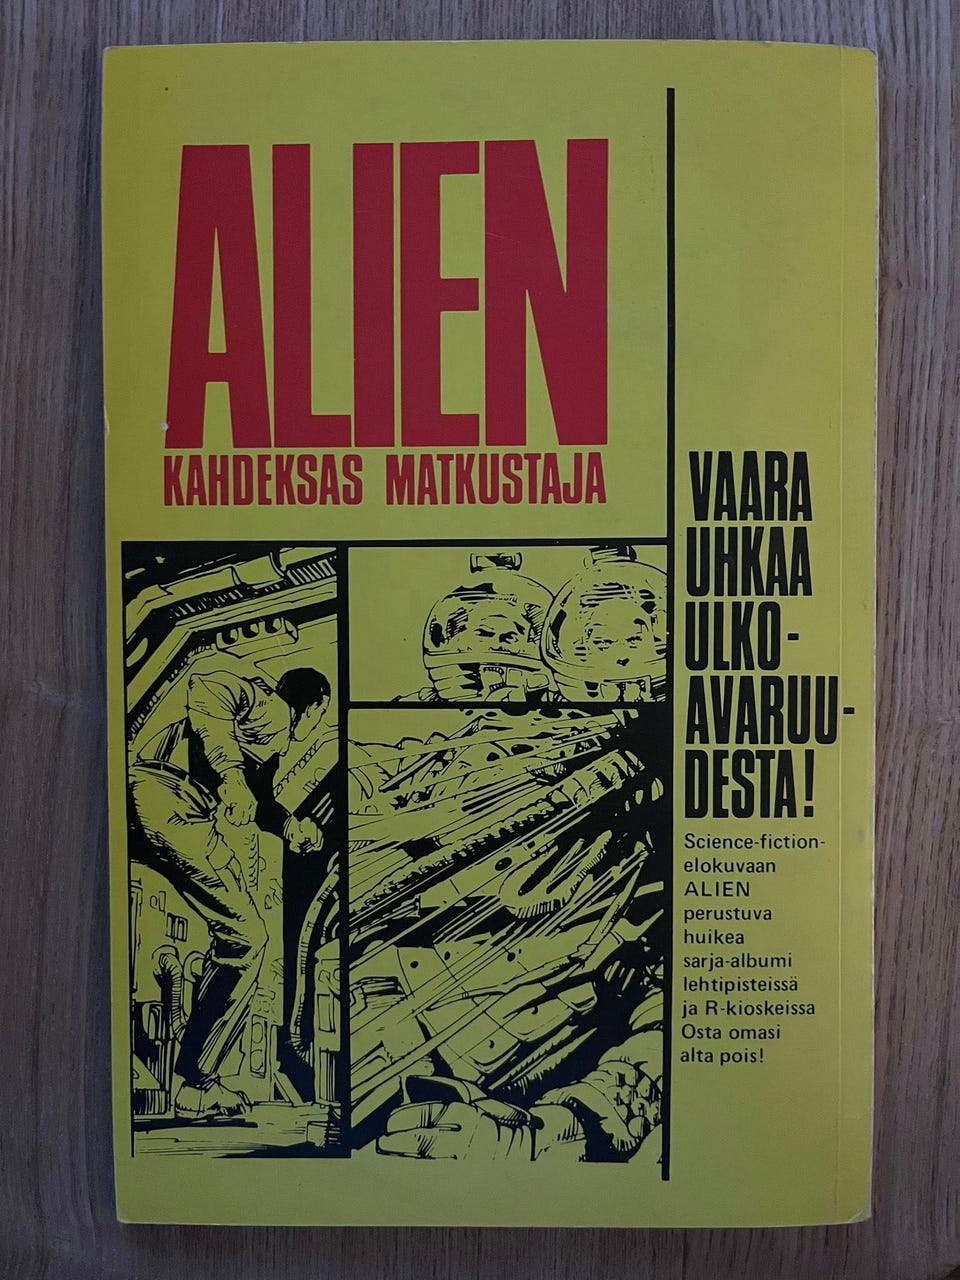 ALIEN
KAHDEKSAS MATKUSTAJA
VAARA
UHKAA
ULKO-
AVARUU-
DESTA!
Science-fiction-
elokuvaan
ALIEN
perustuva
huikea
sarja-albumi
lehtipisteissä
ja R-kioskeissa
Osta omasi
alta pois!